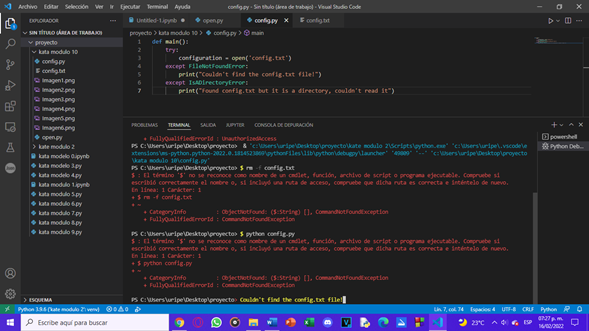 Archivo Editar Selección Ver Ir Ejecutar Terminal Ayuda
config.py - Sin título (área de trabajo) - Visual Studio Code
EXPLORADOR
SIN TÍTULO (ÁREA DE TRABAJO)
proyecto
kata modulo 10
config.py
config.txt
Imagen1.png
Imagen2.png
Imagen3.png
Imagen4.png
Imagen5.png
Imagen6.png
open.py
kata modulo 2
kata modulo 0.ipynb
kata modulo 3.py
kata modulo 4.py
kata modulo 1.ipynb
kata modulo 5.py
kata modulo 6.py
kata modulo 7.py
kata modulo 8.py
kata modulo 9.py
ESQUEMA
Untitled-1.ipynb
open.py
config.py
config.txt
proyecto > kata modulo 10 > config.py > main
1 def main():
2 try:
3 configuration = open('config.txt')
4 except FileNotFoundError:
5 print("Couldn't find the config.txt file!")
6 except IsADirectoryError:
7 print("Found config.txt but it is a directory, couldn't read it")
PROBLEMAS TERMINAL SALIDA JUPYTER CONSOLA DE DEPURACIÓN
+ FullyQualifiedErrorId : UnauthorizedAccess
PS C:\Users\uripe\Desktop\proyecto> & 'c:\Users\uripe\Desktop\proyecto\kata modulo 2\Scripts\python.exe' 'c:\Users\uripe\.vscode\e
xtensions\ms-python.python-2022.0.1814523869\pythonFiles\lib\python\debugpy\launcher' '49809' '--' 'c:\Users\uripe\Desktop\proyecto
\kata modulo 10\config.py'
PS C:\Users\uripe\Desktop\proyecto> $ rm -f config.txt
$ : El término '$' no se reconoce como nombre de un cmdlet, función, archivo de script o programa ejecutable. Compruebe si
escribió correctamente el nombre o, si incluyó una ruta de acceso, compruebe que dicha ruta es correcta e inténtelo de nuevo.
En línea: 1 Carácter: 1
+ $ rm -f config.txt
+ ~
+ CategoryInfo : ObjectNotFound: ($:String) [], CommandNotFoundException
+ FullyQualifiedErrorId : CommandNotFoundException
PS C:\Users\uripe\Desktop\proyecto> $ python config.py
$ : El término '$' no se reconoce como nombre de un cmdlet, función, archivo de script o programa ejecutable. Compruebe si
escribió correctamente el nombre o, si incluyó una ruta de acceso, compruebe que dicha ruta es correcta e inténtelo de nuevo.
En línea: 1 Carácter: 1
+ $ python config.py
+ ~
+ CategoryInfo : ObjectNotFound: ($:String) [], CommandNotFoundException
+ FullyQualifiedErrorId : CommandNotFoundException
PS C:\Users\uripe\Desktop\proyecto> Couldn't find the config.txt file!
powershell
Python Deb...
Python 3.9.6 ('kata modulo 2': venv)
0 0
Lín. 7, col. 74 Espacios: 4 UTF-8 CRLF Python
Escribe aquí para buscar
23°C
ESP
07:27 p. m.
16/02/2022